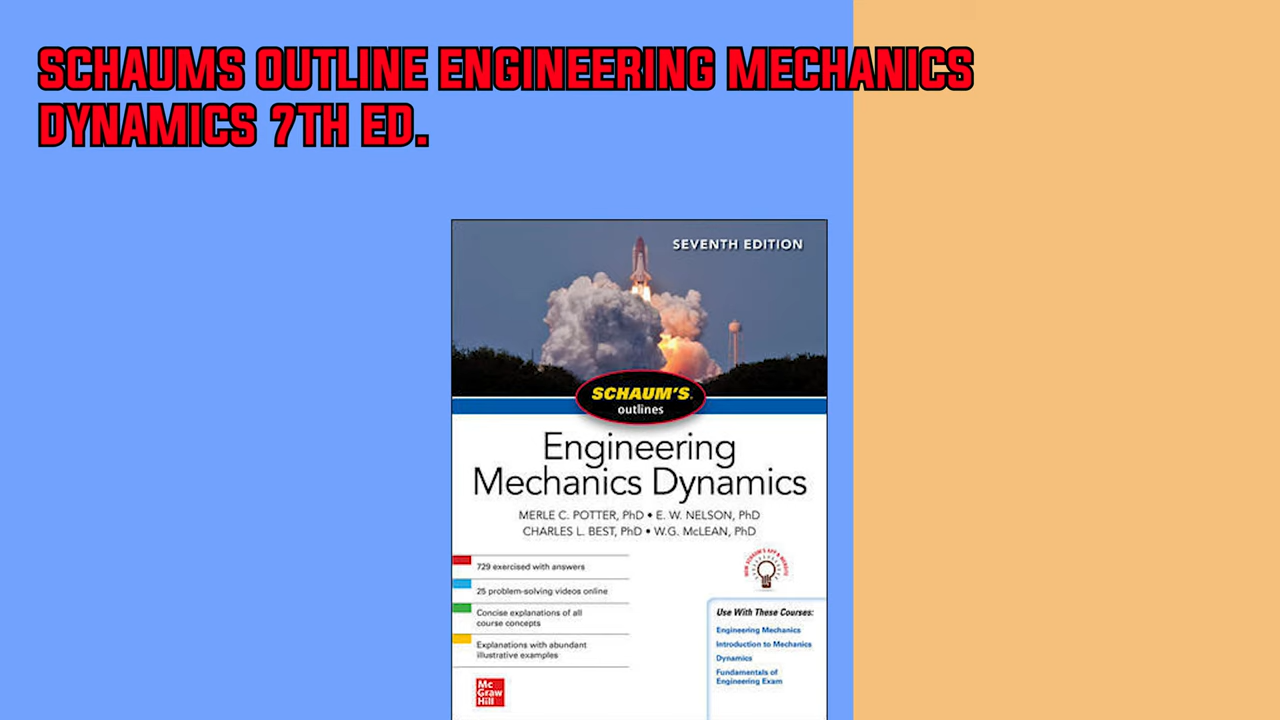 SCHAUMS OUTLINE ENGINEERING MECHANICS
DYNAMICS 7TH ED.
SEVENTH EDITION
SCHAUM'S
outlines
Engineering
Mechanics Dynamics
MERLE C. POTTER, PhD • E. W. NELSON, PhD
CHARLES L. BEST, PhD • W.G. McLEAN, PhD
729 exercised with answers
25 problem-solving videos online
Concise explanations of all
course concepts
Explanations with abundant
illustrative examples
Mc
Graw
Hill
Use With These Courses:
Engineering Mechanics
Introduction to Mechanics
Dynamics
Fundamentals of
Engineering Exam